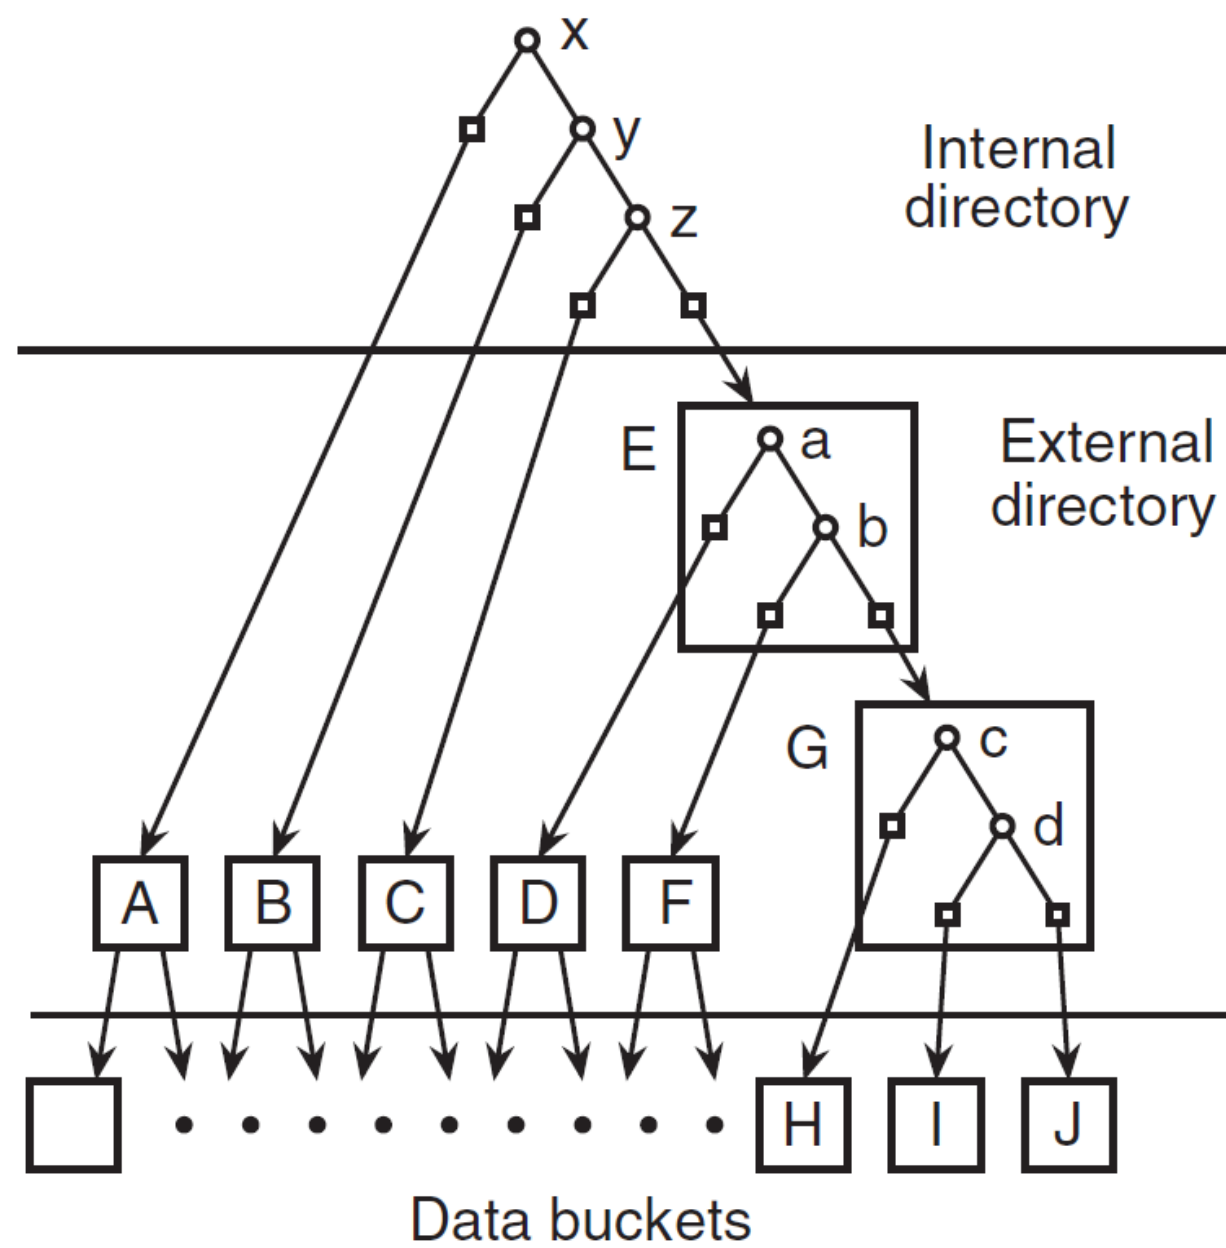 x
y
Internal
directory
z
E
a
External
directory
b
G
c
d
A
B
C
D
F
H
I
J
Data buckets